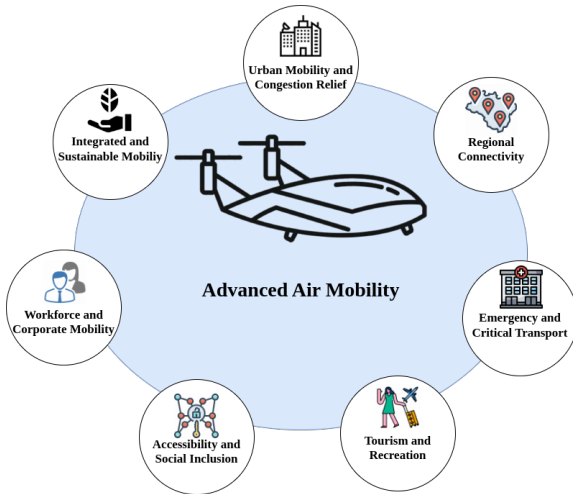 Urban Mobility and
Congestion Relief
Regional
Connectivity
Integrated and
Sustainable Mobiliy
Advanced Air Mobility
Emergency and
Critical Transport
Workforce and
Corporate Mobility
Accessibility and
Social Inclusion
Tourism and
Recreation